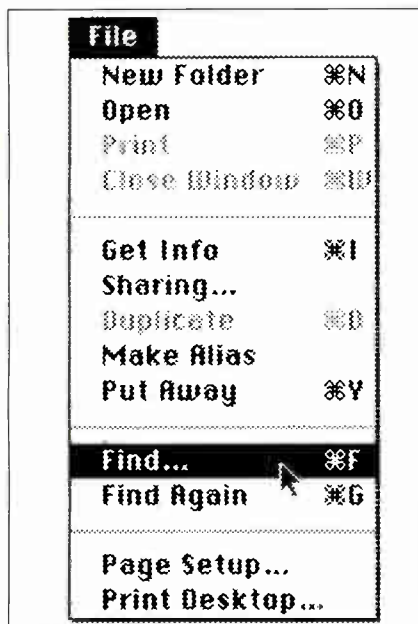 File
New Folder ⌘N
Open ⌘O
Print ⌘P
Close Window ⌘W
Get Info ⌘I
Sharing...
Duplicate ⌘D
Make Alias
Put Away ⌘Y
Find... ⌘F
Find Again ⌘G
Page Setup...
Print Desktop...